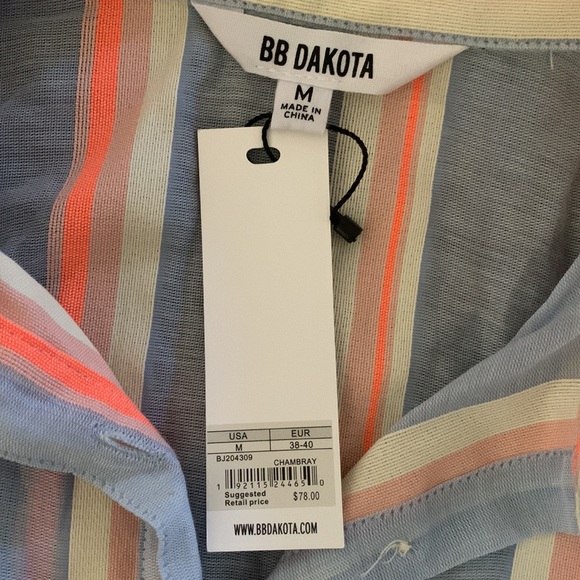 BB DAKOTA
M
MADE IN
CHINA
USA EUR
M 38-40
BJ204309 CHAMBRAY
1 92115 24465 0
Suggested
Retail price $78.00
WWW.BBDAKOTA.COM